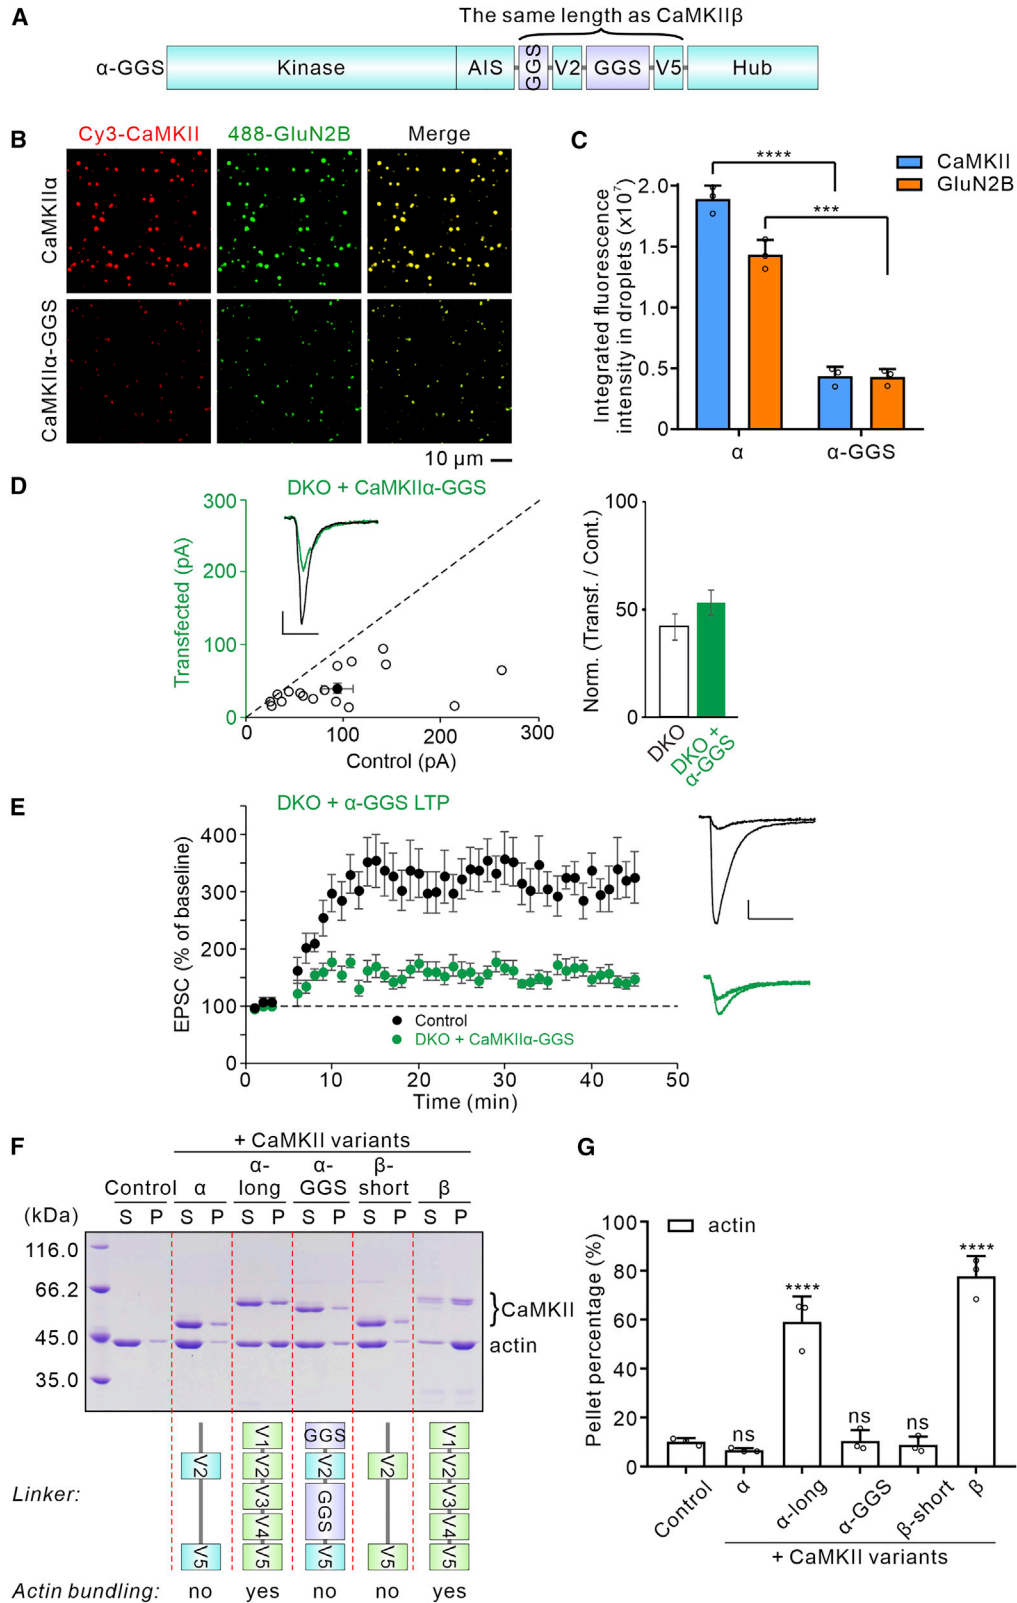 A
The same length as CaMKIIβ
α-GGS Kinase AIS GGS V2 GGS V5 Hub
B
Cy3-CaMKII 488-GluN2B Merge
CaMKIIα
CaMKIIα-GGS
10 μm
C
CaMKII
GluN2B
**** 
***
Integrated fluorescence
intensity in droplets (x10⁷)
2.0
1.5
1.0
0.5
0
α α-GGS
D
DKO + CaMKIIα-GGS
Transfected (pA)
300
200
100
0
0 100 200 300
Control (pA)
Norm. (Transf. / Cont.)
100
50
0
DKO
DKO +
α-GGS
E
DKO + α-GGS LTP
EPSC (% of baseline)
400
300
200
100
0
Control
DKO + CaMKIIα-GGS
0 10 20 30 40 50
Time (min)
F
+ CaMKII variants
Control α α-long α-GGS β-short β
(kDa) S P S P S P S P S P S P
116.0
66.2
45.0
35.0
CaMKII
actin
Linker:
V2 V5
V1 V2 V3 V4 V5
GGS V2 GGS V5
V2 V5
V1 V2 V3 V4 V5
Actin bundling: no yes no no yes
G
actin
Pellet percentage (%)
100
80
60
40
20
0
ns **** ns ns ****
Control α α-long α-GGS β-short β
+ CaMKII variants